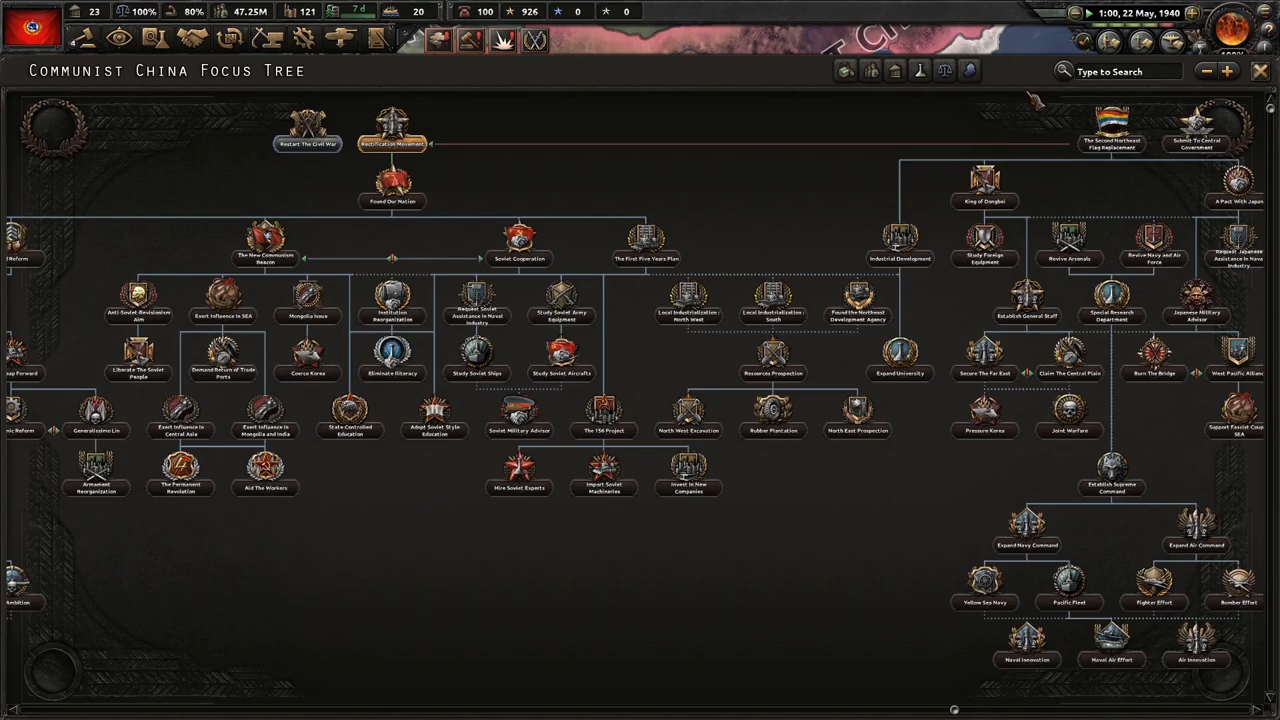 23
100%
80%
47.25M
121
7 d
20
100
926
0
0
1:00, 22 May, 1940
4
100%
Communist China Focus Tree
Type to Search
Restart The Civil War
Rectification Movement
The Second Northeast
Flag Replacement
Submit To Central
Government
Found Our Nation
King of Dongbei
A Pact With Japan
Reform
The New Communism
Beacon
Soviet Cooperation
The First Five Years Plan
Industrial Development
Study Foreign
Equipment
Revive Arsenals
Revive Navy and Air
Force
Request Japanese
Assistance In Naval
Industry
Anti-Soviet-Revisionism
Aim
Exert Influence In SEA
Mongolia Issue
Institution
Reorganization
Request Soviet
Assistance In Naval
Industry
Study Soviet Army
Equipment
Local Industrialization :
North West
Local Industrialization :
South
Found the Northeast
Development Agency
Establish General Staff
Special Research
Department
Japanese Military
Advisor
ap Forward
Liberate The Soviet
People
Demand Return of Trade
Ports
Coerce Korea
Eliminate Iliteracy
Study Soviet Ships
Study Soviet Aircrafts
Resources Prospection
Expand University
Secure The Far East
Claim The Central Plain
Burn The Bridge
West Pacific Alliance
ic Reform
Generalissimo Lin
Exert Influence In
Central Asia
Exert Influence In
Mongolia and India
State Controlled
Education
Adopt Soviet Style
Education
Soviet Military Advisor
The 156 Project
North West Excavation
Rubber Plantation
North East Prospection
Pressure Korea
Joint Warfare
Support Fascist Coup
SEA
Armament
Reorganization
The Permanent
Revolution
Aid The Workers
Hire Soviet Experts
Import Soviet
Machineries
Invest In New
Companies
Establish Supreme
Command
Expand Navy Command
Expand Air Command
Ambition
Yellow Sea Navy
Pacific Fleet
Fighter Effort
Bomber Effort
Naval Innovation
Naval Air Effort
Air Innovation